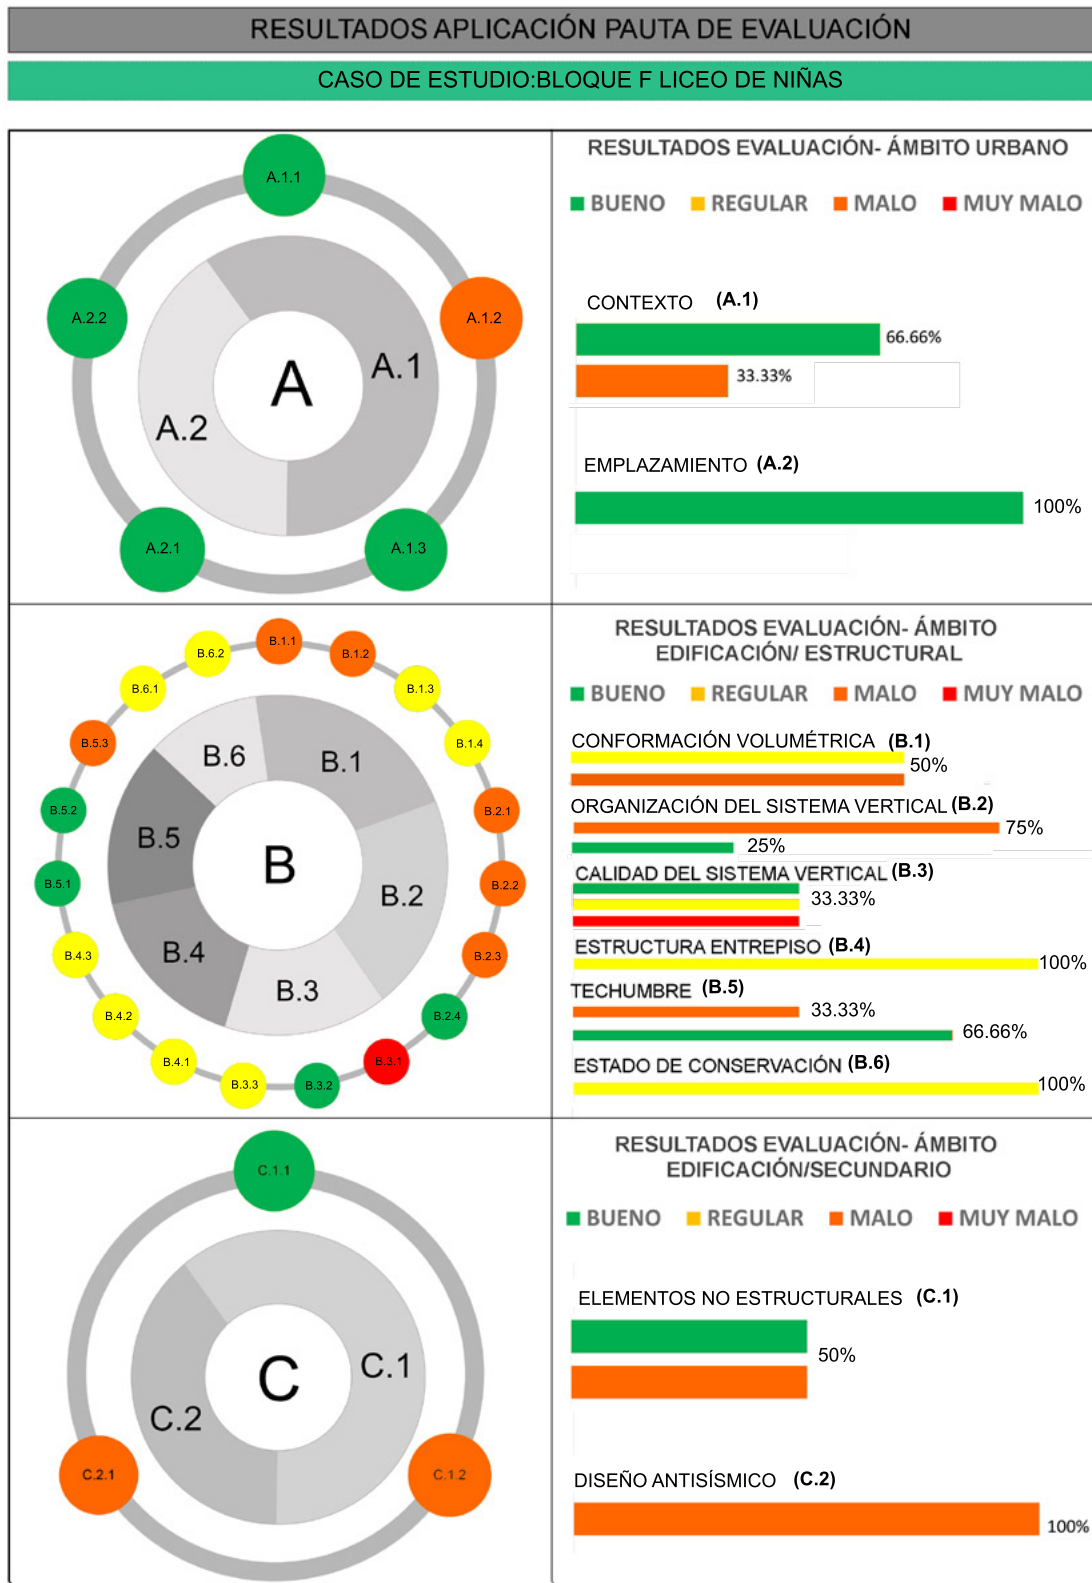 RESULTADOS APLICACIÓN PAUTA DE EVALUACIÓN
CASO DE ESTUDIO:BLOQUE F LICEO DE NIÑAS
A.1.1
A.1.2
A.1.3
A.2.1
A.2.2
A.1
A.2
A
RESULTADOS EVALUACIÓN- ÁMBITO URBANO
BUENO REGULAR MALO MUY MALO
CONTEXTO (A.1)
66.66%
33.33%
EMPLAZAMIENTO (A.2)
100%
B.1.1
B.1.2
B.1.3
B.1.4
B.2.1
B.2.2
B.2.3
B.2.4
B.3.1
B.3.2
B.3.3
B.4.1
B.4.2
B.4.3
B.5.1
B.5.2
B.5.3
B.6.1
B.6.2
B.1
B.2
B.3
B.4
B.5
B.6
B
RESULTADOS EVALUACIÓN- ÁMBITO
EDIFICACIÓN/ ESTRUCTURAL
BUENO REGULAR MALO MUY MALO
CONFORMACIÓN VOLUMÉTRICA (B.1)
50%
ORGANIZACIÓN DEL SISTEMA VERTICAL (B.2)
75%
25%
CALIDAD DEL SISTEMA VERTICAL (B.3)
33.33%
ESTRUCTURA ENTREPISO (B.4)
100%
TECHUMBRE (B.5)
33.33%
66.66%
ESTADO DE CONSERVACIÓN (B.6)
100%
C.1.1
C.1.2
C.2.1
C.1
C.2
C
RESULTADOS EVALUACIÓN- ÁMBITO
EDIFICACIÓN/SECUNDARIO
BUENO REGULAR MALO MUY MALO
ELEMENTOS NO ESTRUCTURALES (C.1)
50%
DISEÑO ANTISÍSMICO (C.2)
100%